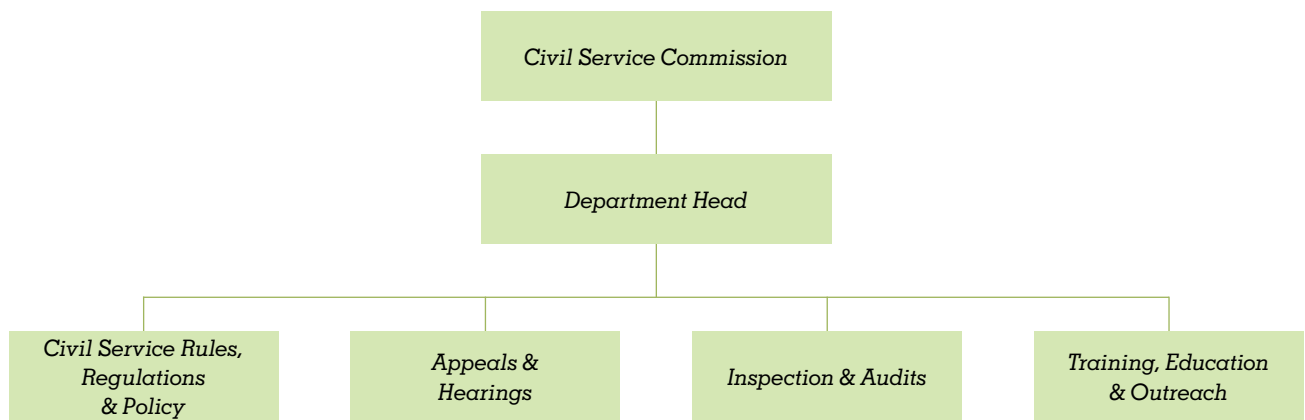 Civil Service Commission
Department Head
Civil Service Rules,
Regulations
& Policy
Appeals &
Hearings
Inspection & Audits
Training, Education
& Outreach